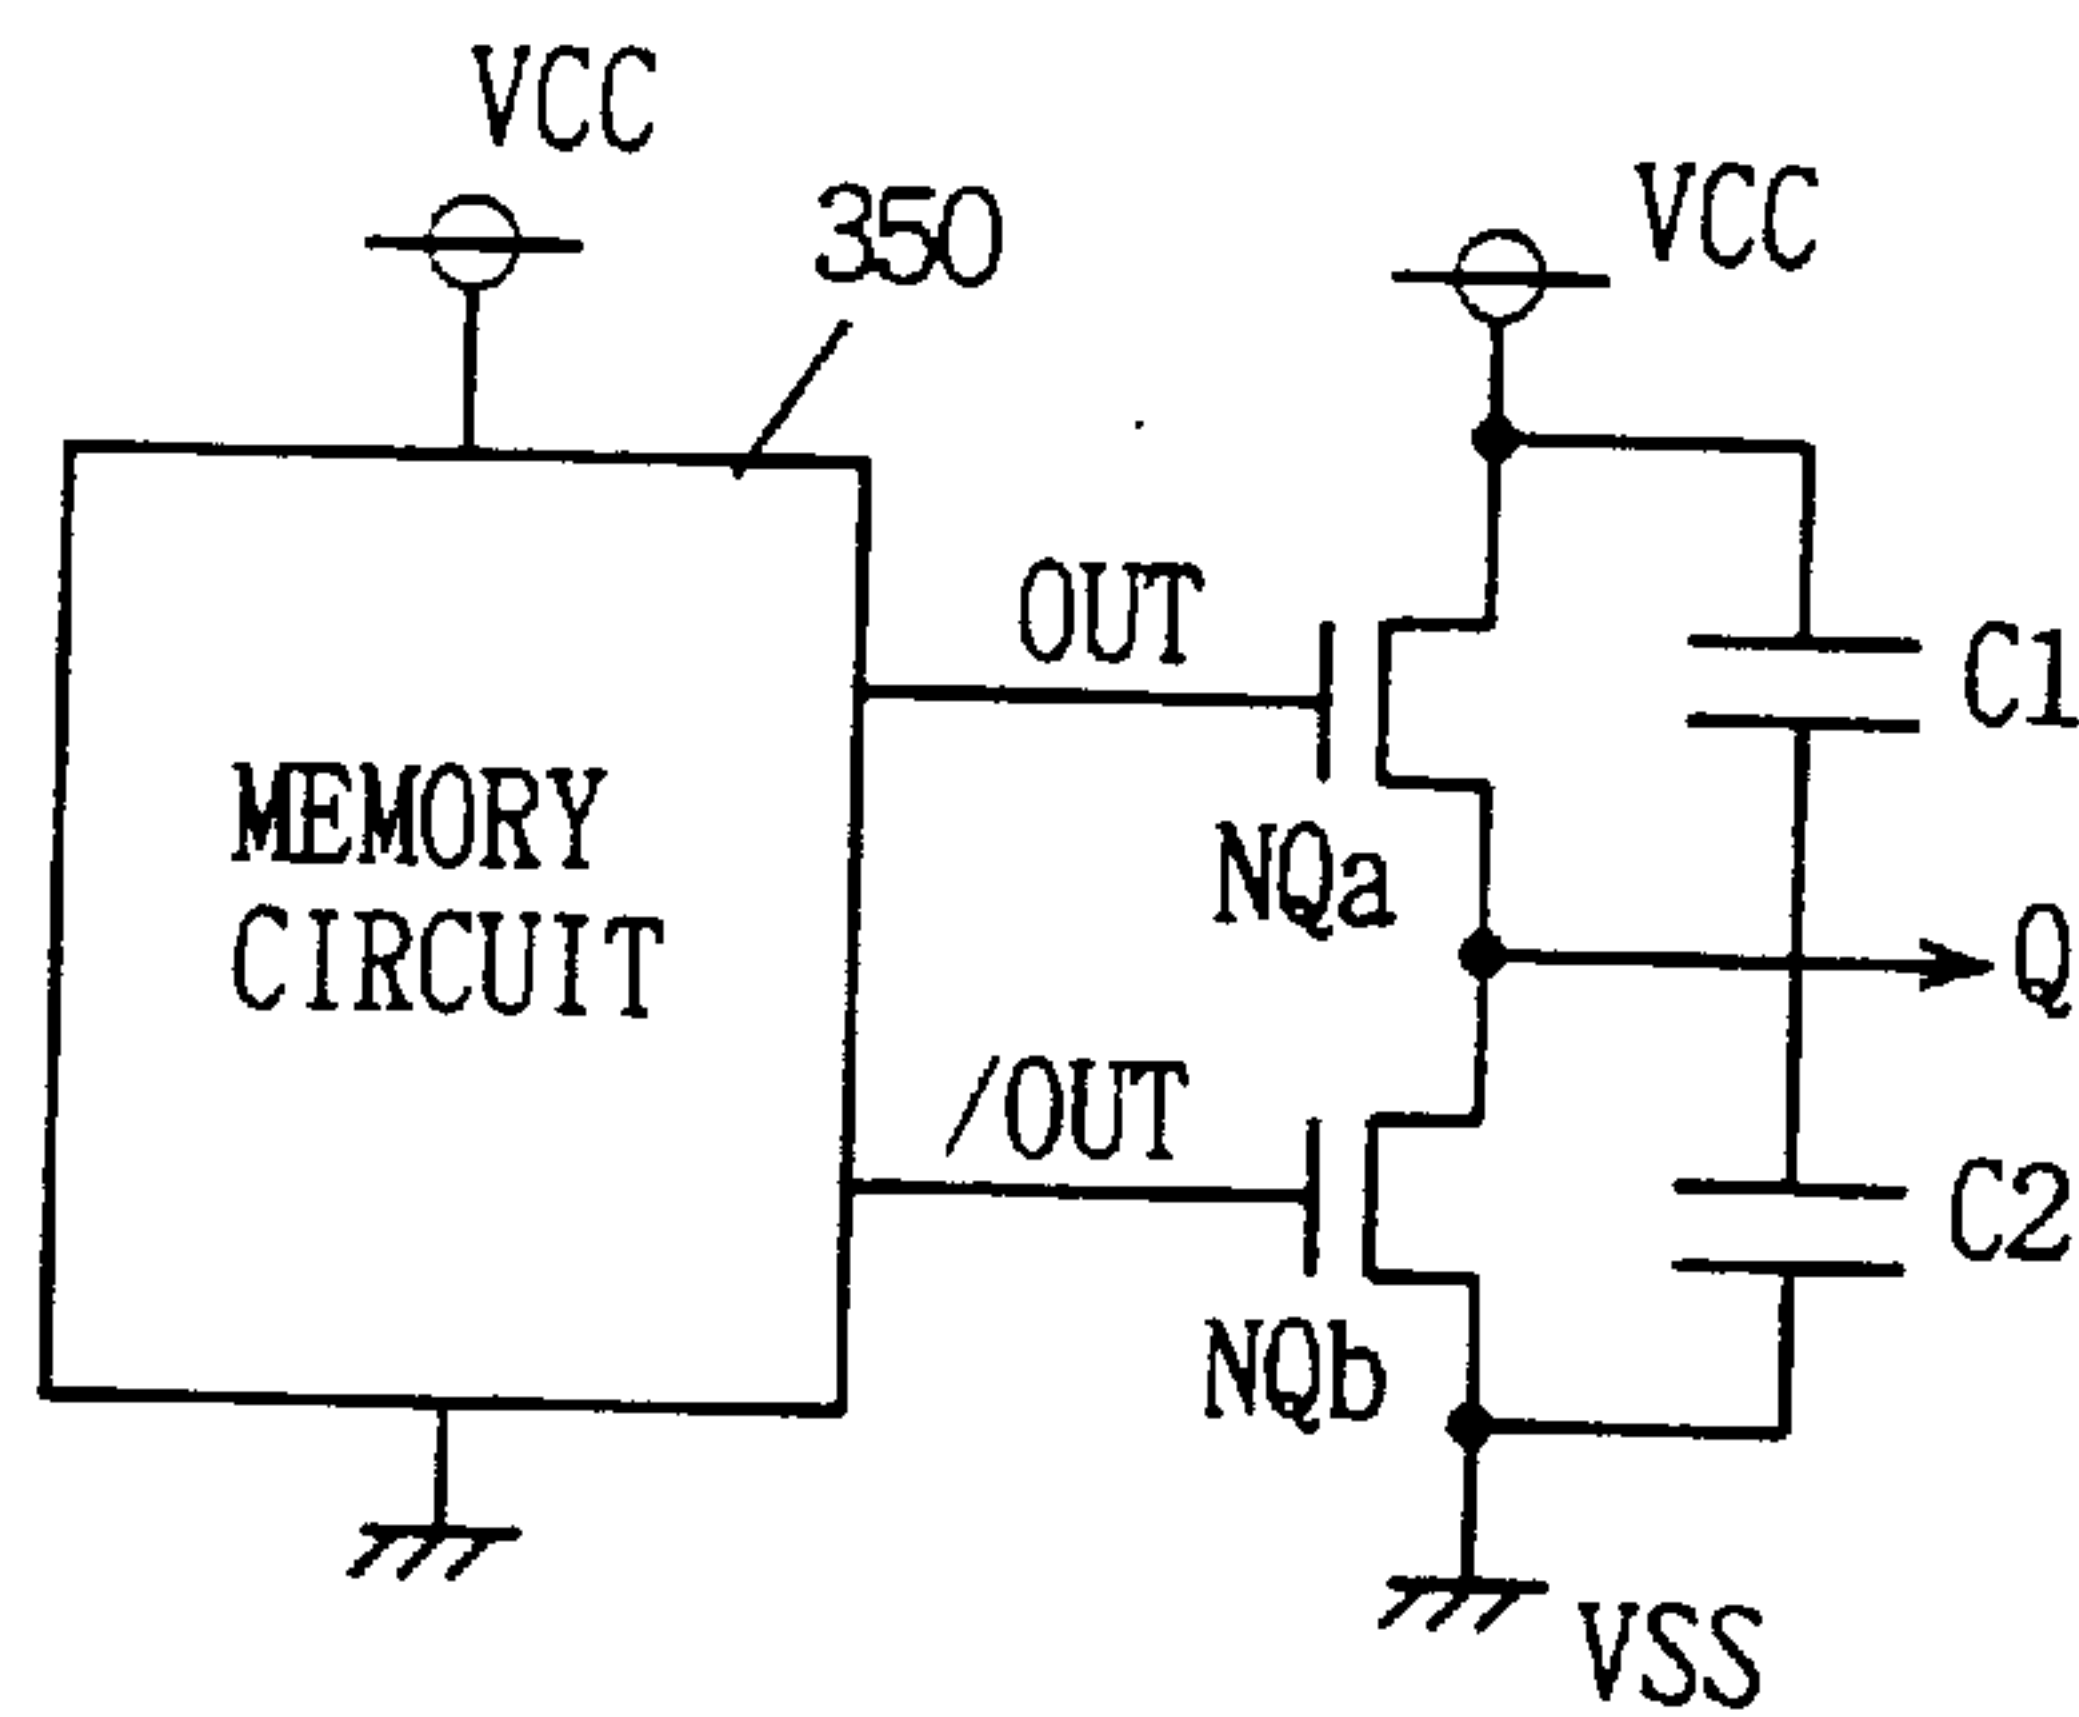 VCC
350
VCC
OUT
C1
MEMORY
CIRCUIT
NQa
Q
/OUT
C2
NQb
VSS